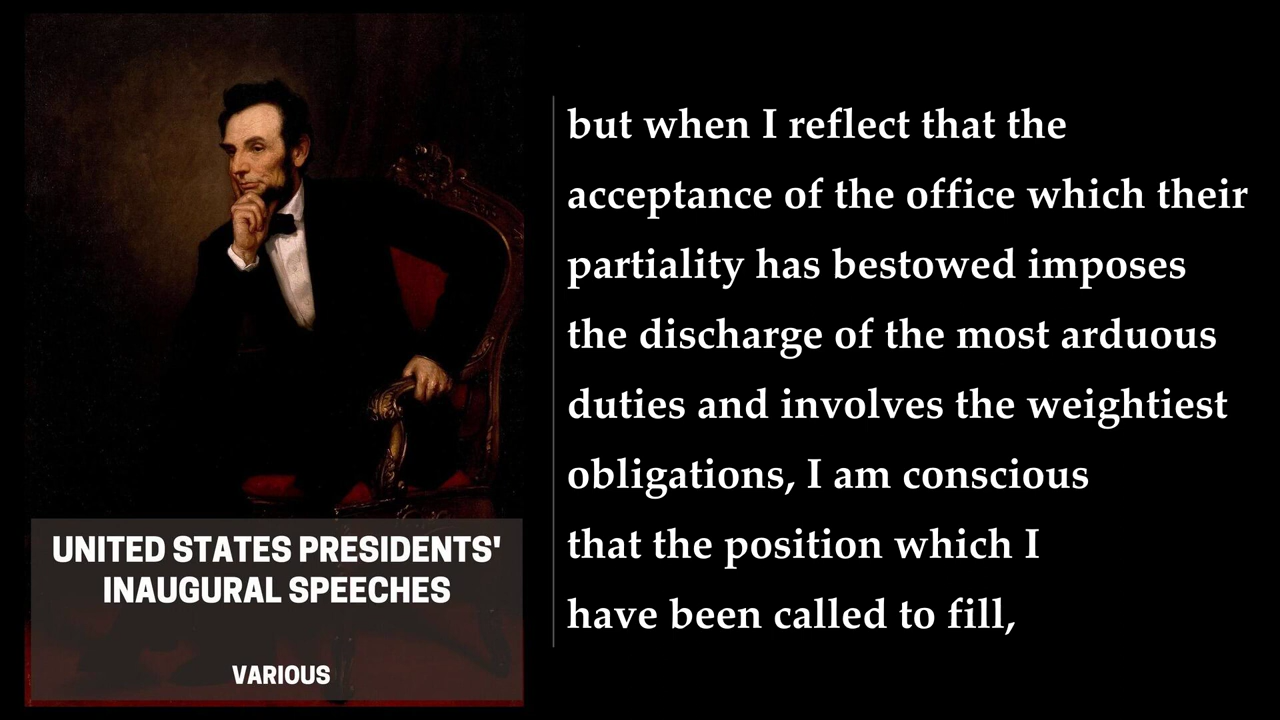 but when I reflect that the
acceptance of the office which their
partiality has bestowed imposes
the discharge of the most arduous
duties and involves the weightiest
obligations, I am conscious
that the position which I
have been called to fill,
UNITED STATES PRESIDENTS'
INAUGURAL SPEECHES
VARIOUS